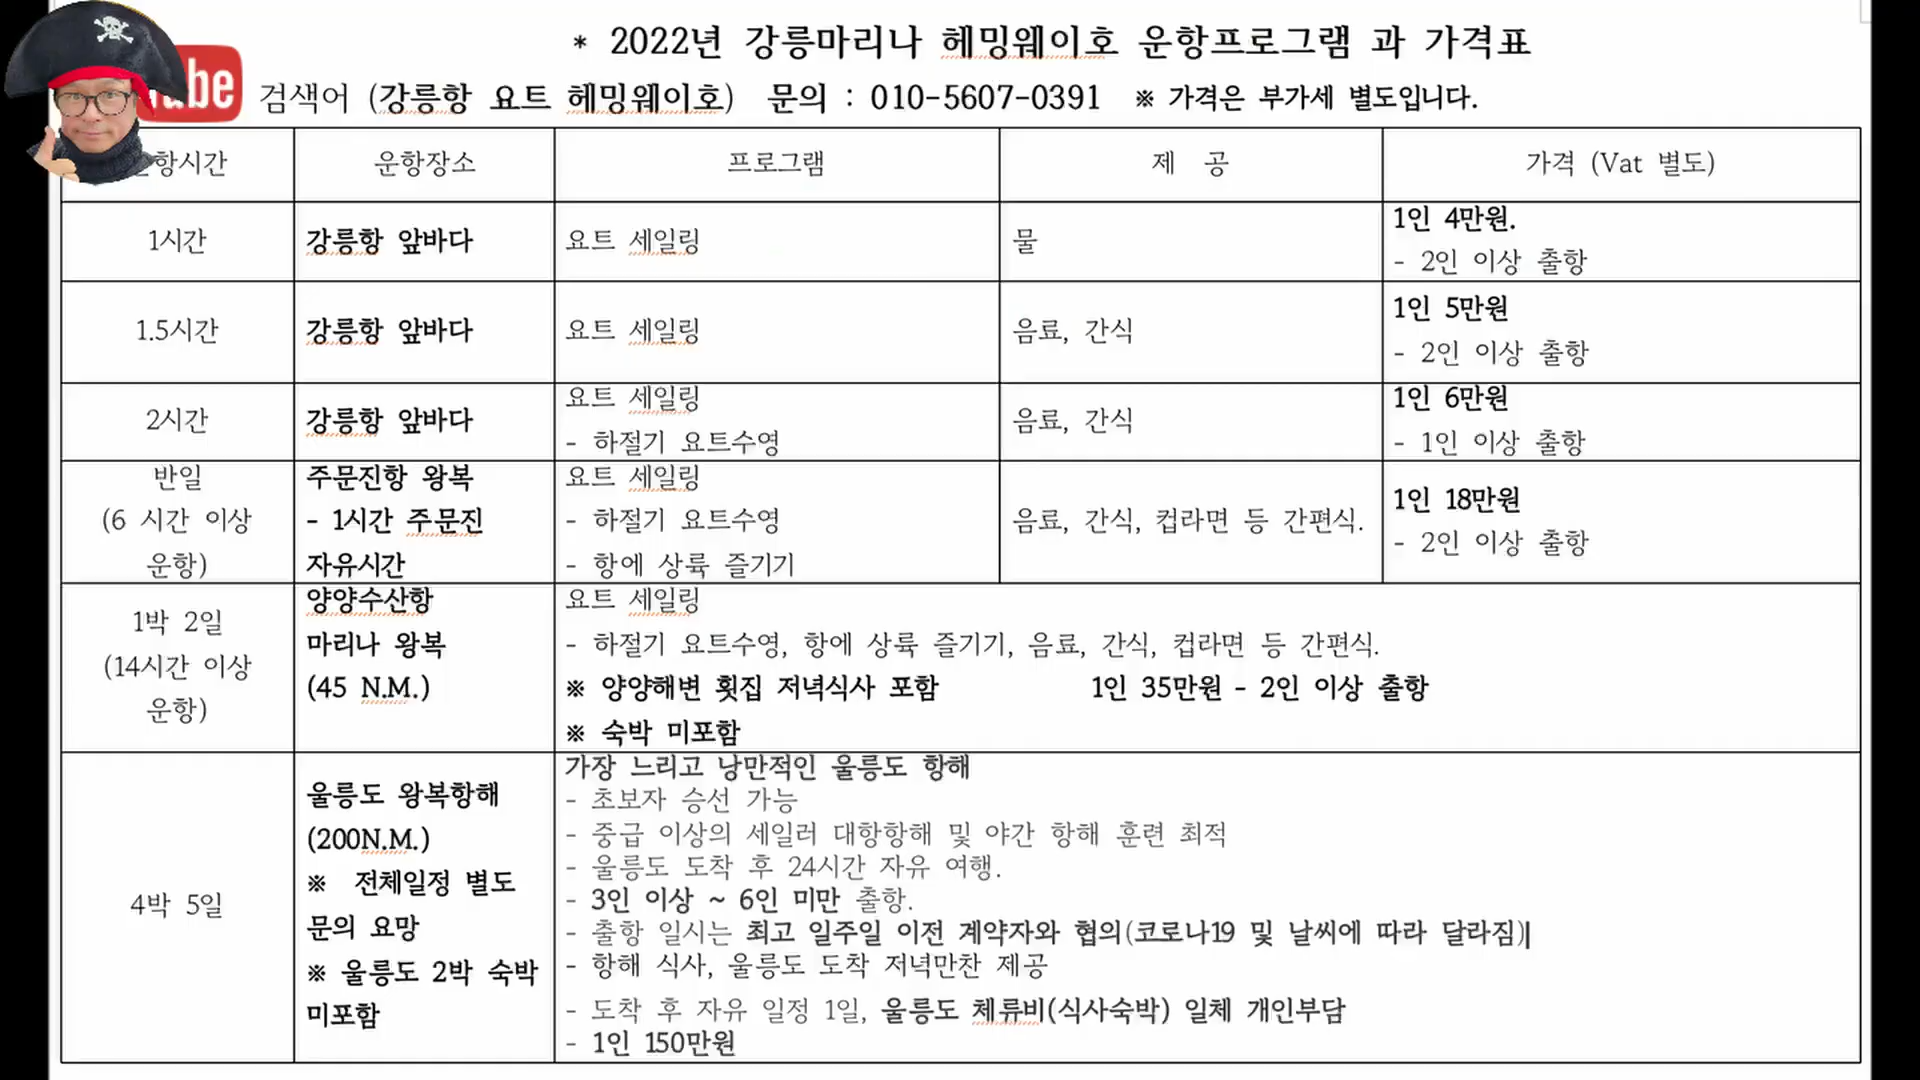 * 2022년 강릉마리나 헤밍웨이호 운항프로그램 과 가격표
검색어 (강릉항 요트 헤밍웨이호) 문의 : 010-5607-0391 ※ 가격은 부가세 별도입니다.
항시간 운항장소 프로그램 제 공 가격 (Vat 별도)
1시간
강릉항 앞바다
요트 세일링
물
1인 4만원.
- 2인 이상 출항
1.5시간
강릉항 앞바다
요트 세일링
음료, 간식
1인 5만원
- 2인 이상 출항
2시간
강릉항 앞바다
요트 세일링
- 하절기 요트수영
음료, 간식
1인 6만원
- 1인 이상 출항
반일
(6 시간 이상
운항)
주문진항 왕복
- 1시간 주문진
자유시간
요트 세일링
- 하절기 요트수영
- 항에 상륙 즐기기
음료, 간식, 컵라면 등 간편식.
1인 18만원
- 2인 이상 출항
1박 2일
(14시간 이상
운항)
양양수산항
마리나 왕복
(45 N.M.)
요트 세일링
- 하절기 요트수영, 항에 상륙 즐기기, 음료, 간식, 컵라면 등 간편식.
※ 양양해변 횟집 저녁식사 포함 1인 35만원 - 2인 이상 출항
※ 숙박 미포함
4박 5일
울릉도 왕복항해
(200N.M.)
※ 전체일정 별도
문의 요망
※ 울릉도 2박 숙박
미포함
가장 느리고 낭만적인 울릉도 항해
- 초보자 승선 가능
- 중급 이상의 세일러 대항항해 및 야간 항해 훈련 최적
- 울릉도 도착 후 24시간 자유 여행.
- 3인 이상 ~ 6인 미만 출항.
- 출항 일시는 최고 일주일 이전 계약자와 협의(코로나19 및 날씨에 따라 달라짐)
- 항해 식사, 울릉도 도착 저녁만찬 제공
- 도착 후 자유 일정 1일, 울릉도 체류비(식사숙박) 일체 개인부담
- 1인 150만원